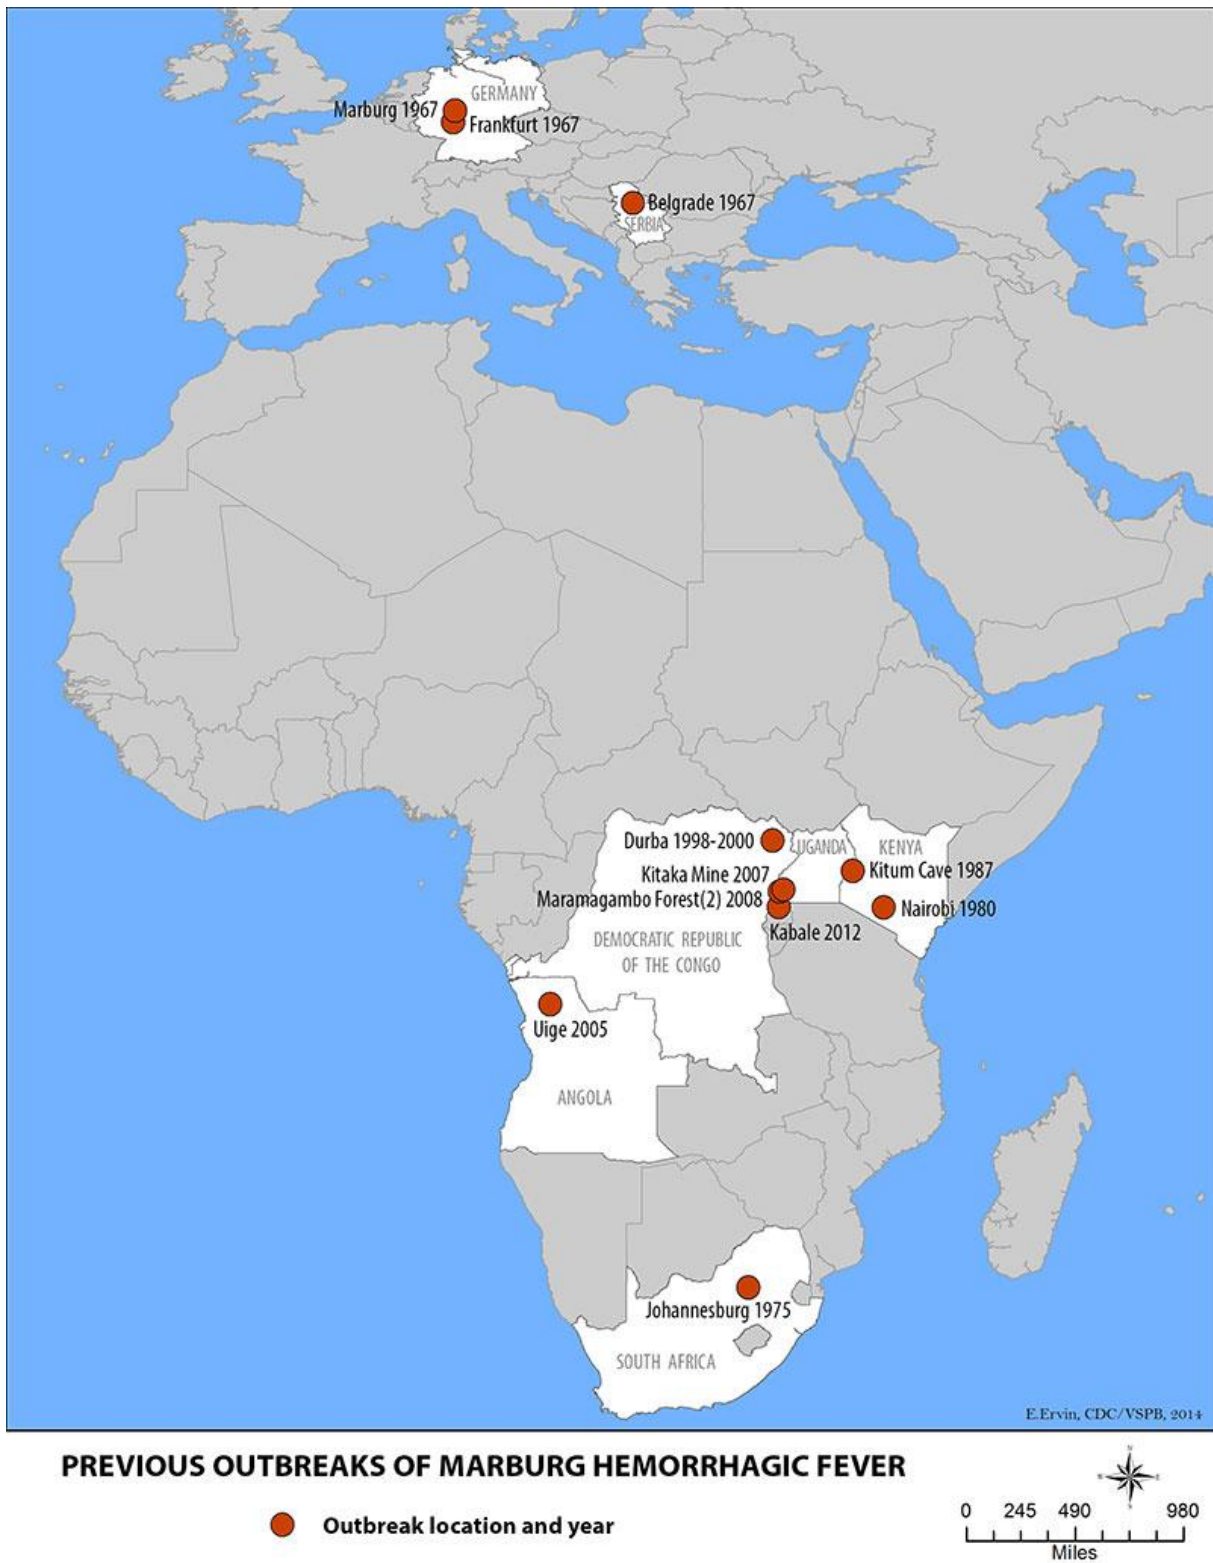 GERMANY
Marburg 1967
Frankfurt 1967
Belgrade 1967
SERBIA
Durba 1998-2000
UGANDA
KENYA
Kitaka Mine 2007
Kitum Cave 1987
Maramagambo Forest(2) 2008
Nairobi 1980
Kabale 2012
DEMOCRATIC REPUBLIC
OF THE CONGO
Uige 2005
ANGOLA
Johannesburg 1975
SOUTH AFRICA
E.Ervin, CDC/VSPB, 2014
PREVIOUS OUTBREAKS OF MARBURG HEMORRHAGIC FEVER
Outbreak location and year
N
W E
S
0 245 490 980
Miles